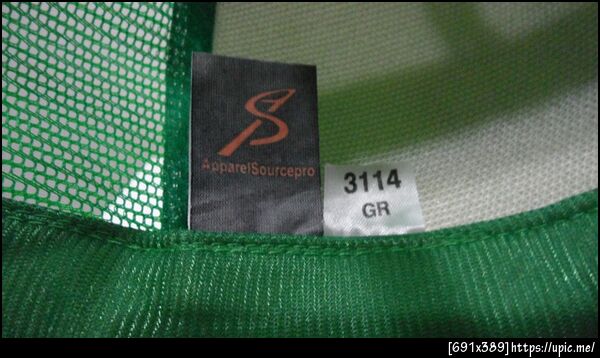 ApparelSourcepro
3114
GR
[691x389]https://upic.me/